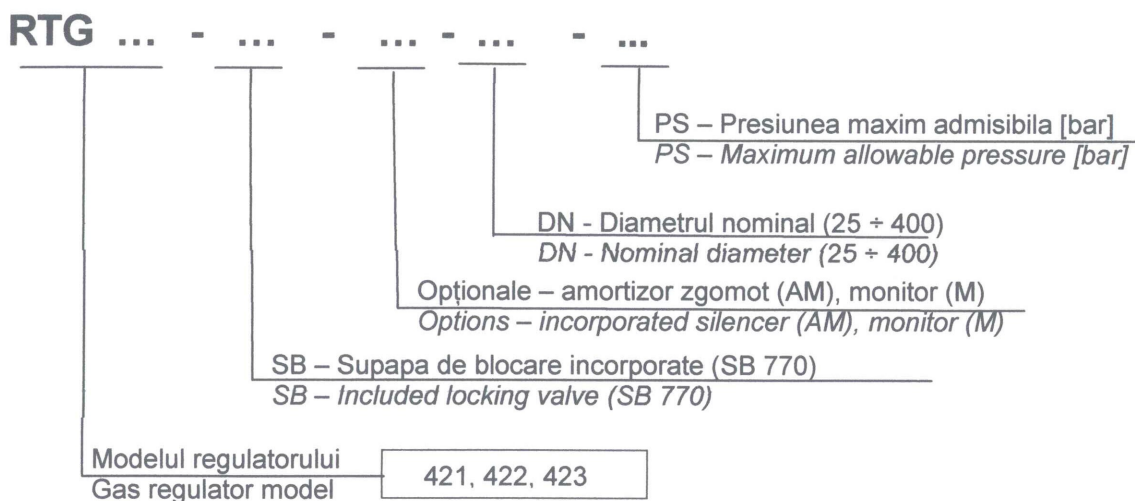 RTG ... - ... - ... - ... - ...
PS – Presiunea maxim admisibila [bar]
PS – Maximum allowable pressure [bar]
DN - Diametrul nominal (25 ÷ 400)
DN - Nominal diameter (25 ÷ 400)
Opționale – amortizor zgomot (AM), monitor (M)
Options – incorporated silencer (AM), monitor (M)
SB – Supapa de blocare incorporate (SB 770)
SB – Included locking valve (SB 770)
Modelul regulatorului
Gas regulator model
421, 422, 423